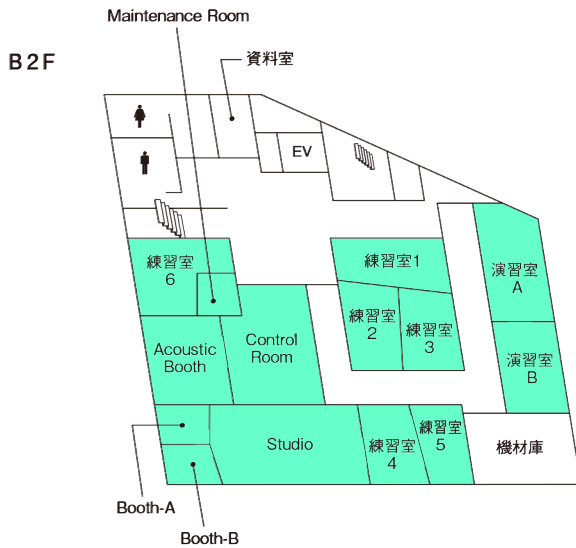 Maintenance Room
B2F
資料室
EV
練習室
6
練習室1
演習室
A
練習室
2
練習室
3
Control
Room
Acoustic
Booth
演習室
B
Studio
練習室
4
練習室
5
機材庫
Booth-A
Booth-B